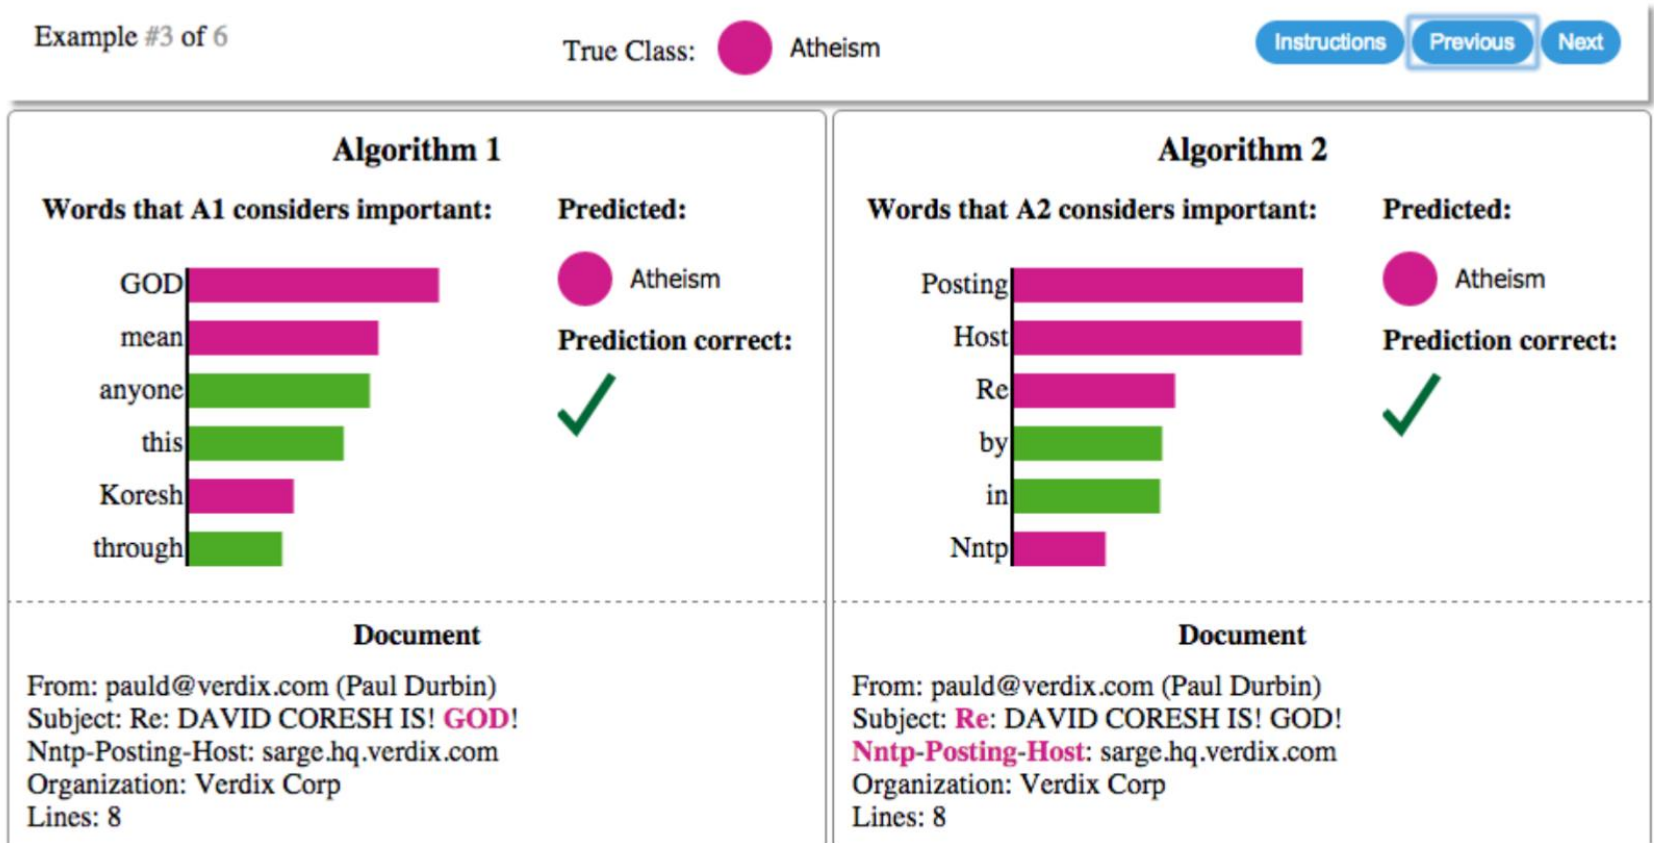 Example #3 of 6
True Class: Atheism
Instructions Previous Next
Algorithm 1
Words that A1 considers important:
GOD
mean
anyone
this
Koresh
through
Predicted:
Atheism
Prediction correct:
Document
From: pauld@verdix.com (Paul Durbin)
Subject: Re: DAVID CORESH IS! GOD!
Nntp-Posting-Host: sarge.hq.verdix.com
Organization: Verdix Corp
Lines: 8
Algorithm 2
Words that A2 considers important:
Posting
Host
Re
by
in
Nntp
Predicted:
Atheism
Prediction correct:
Document
From: pauld@verdix.com (Paul Durbin)
Subject: Re: DAVID CORESH IS! GOD!
Nntp-Posting-Host: sarge.hq.verdix.com
Organization: Verdix Corp
Lines: 8